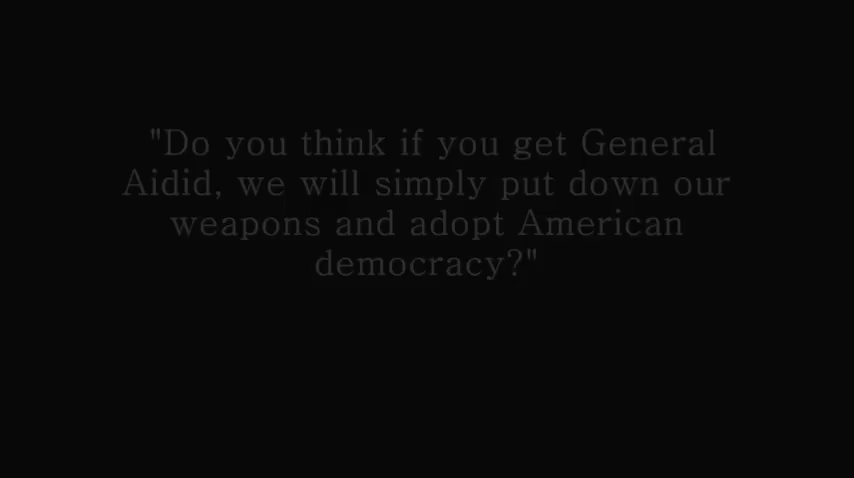 "Do you think if you get General
Aidid, we will simply put down our
weapons and adopt American
democracy?"